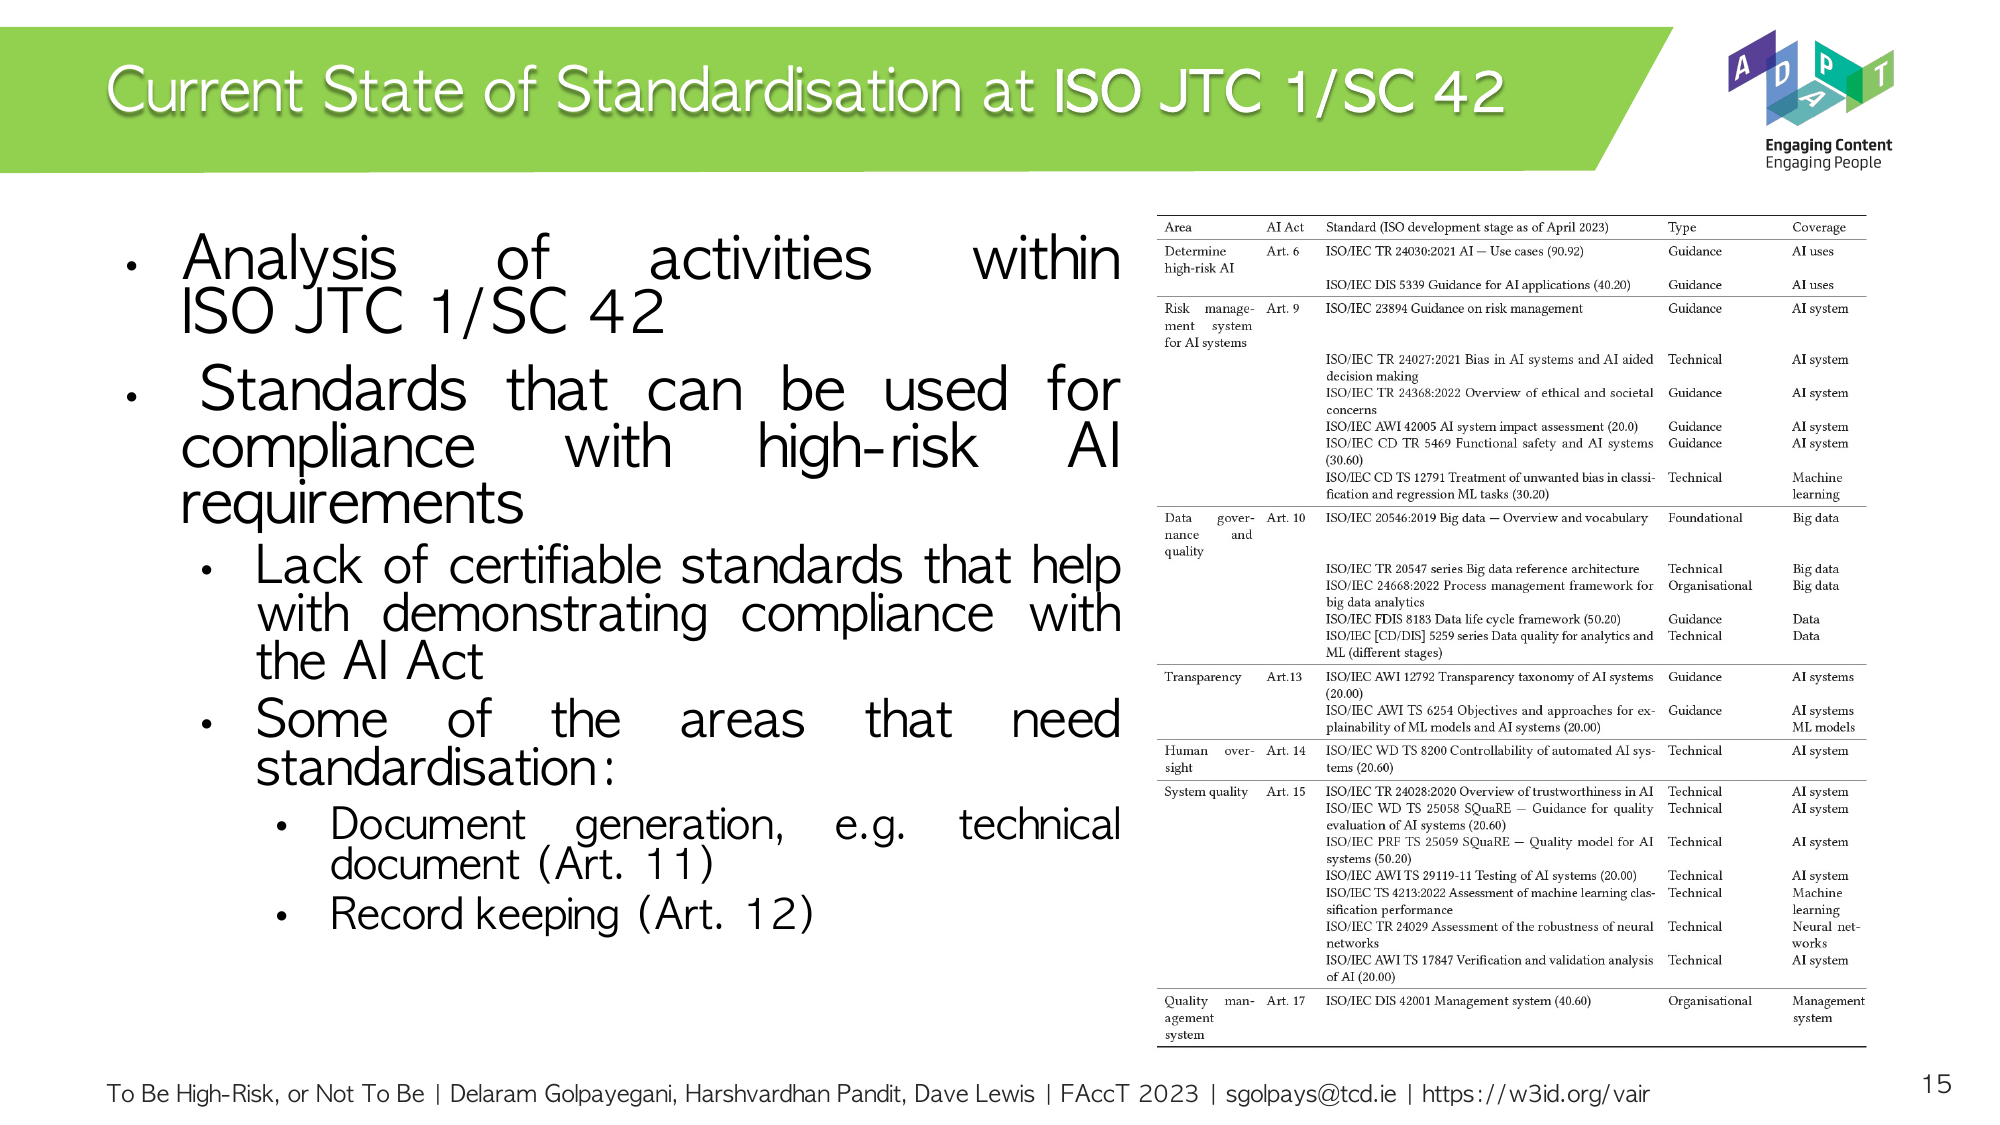 Current State of Standardisation at ISO JTC 1/SC 42
A D A P T
Engaging Content
Engaging People
• Analysis of activities within
ISO JTC 1/SC 42
• Standards that can be used for
compliance with high-risk AI
requirements
• Lack of certifiable standards that help
with demonstrating compliance with
the AI Act
• Some of the areas that need
standardisation:
• Document generation, e.g. technical
document (Art. 11)
• Record keeping (Art. 12)
Area AI Act Standard (ISO development stage as of April 2023) Type Coverage
Determine Art. 6 ISO/IEC TR 24030:2021 AI — Use cases (90.92) Guidance AI uses
high-risk AI
ISO/IEC DIS 5339 Guidance for AI applications (40.20) Guidance AI uses
Risk manage- Art. 9 ISO/IEC 23894 Guidance on risk management Guidance AI system
ment system
for AI systems
ISO/IEC TR 24027:2021 Bias in AI systems and AI aided Technical AI system
decision making
ISO/IEC TR 24368:2022 Overview of ethical and societal Guidance AI system
concerns
ISO/IEC AWI 42005 AI system impact assessment (20.0) Guidance AI system
ISO/IEC CD TR 5469 Functional safety and AI systems Guidance AI system
(30.60)
ISO/IEC CD TS 12791 Treatment of unwanted bias in classi- Technical Machine
fication and regression ML tasks (30.20) learning
Data gover- Art. 10 ISO/IEC 20546:2019 Big data — Overview and vocabulary Foundational Big data
nance and
quality
ISO/IEC TR 20547 series Big data reference architecture Technical Big data
ISO/IEC 24668:2022 Process management framework for Organisational Big data
big data analytics
ISO/IEC FDIS 8183 Data life cycle framework (50.20) Guidance Data
ISO/IEC [CD/DIS] 5259 series Data quality for analytics and Technical Data
ML (different stages)
Transparency Art.13 ISO/IEC AWI 12792 Transparency taxonomy of AI systems Guidance AI systems
(20.00)
ISO/IEC AWI TS 6254 Objectives and approaches for ex- Guidance AI systems
plainability of ML models and AI systems (20.00) ML models
Human over- Art. 14 ISO/IEC WD TS 8200 Controllability of automated AI sys- Technical AI system
sight tems (20.60)
System quality Art. 15 ISO/IEC TR 24028:2020 Overview of trustworthiness in AI Technical AI system
ISO/IEC WD TS 25058 SQuaRE — Guidance for quality Technical AI system
evaluation of AI systems (20.60)
ISO/IEC PRF TS 25059 SQuaRE — Quality model for AI Technical AI system
systems (50.20)
ISO/IEC AWI TS 29119-11 Testing of AI systems (20.00) Technical AI system
ISO/IEC TS 4213:2022 Assessment of machine learning clas- Technical Machine
sification performance learning
ISO/IEC TR 24029 Assessment of the robustness of neural Technical Neural net-
networks works
ISO/IEC AWI TS 17847 Verification and validation analysis Technical AI system
of AI (20.00)
Quality man- Art. 17 ISO/IEC DIS 42001 Management system (40.60) Organisational Management
agement system
system
To Be High-Risk, or Not To Be | Delaram Golpayegani, Harshvardhan Pandit, Dave Lewis | FAccT 2023 | sgolpays@tcd.ie | https://w3id.org/vair
15